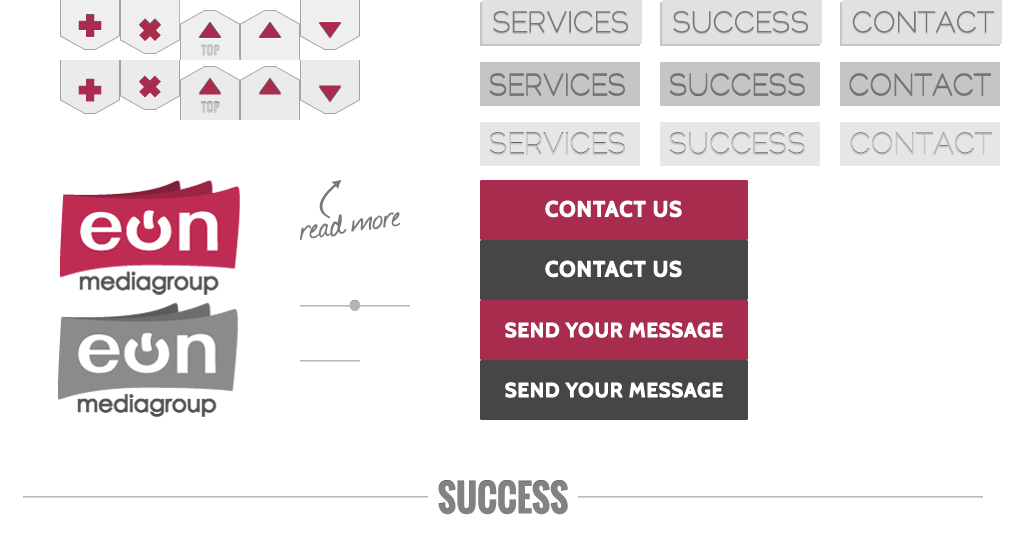 TOP
TOP
SERVICES SUCCESS CONTACT
SERVICES SUCCESS CONTACT
SERVICES SUCCESS CONTACT
eon
mediagroup
eon
mediagroup
read more
CONTACT US
CONTACT US
SEND YOUR MESSAGE
SEND YOUR MESSAGE
SUCCESS